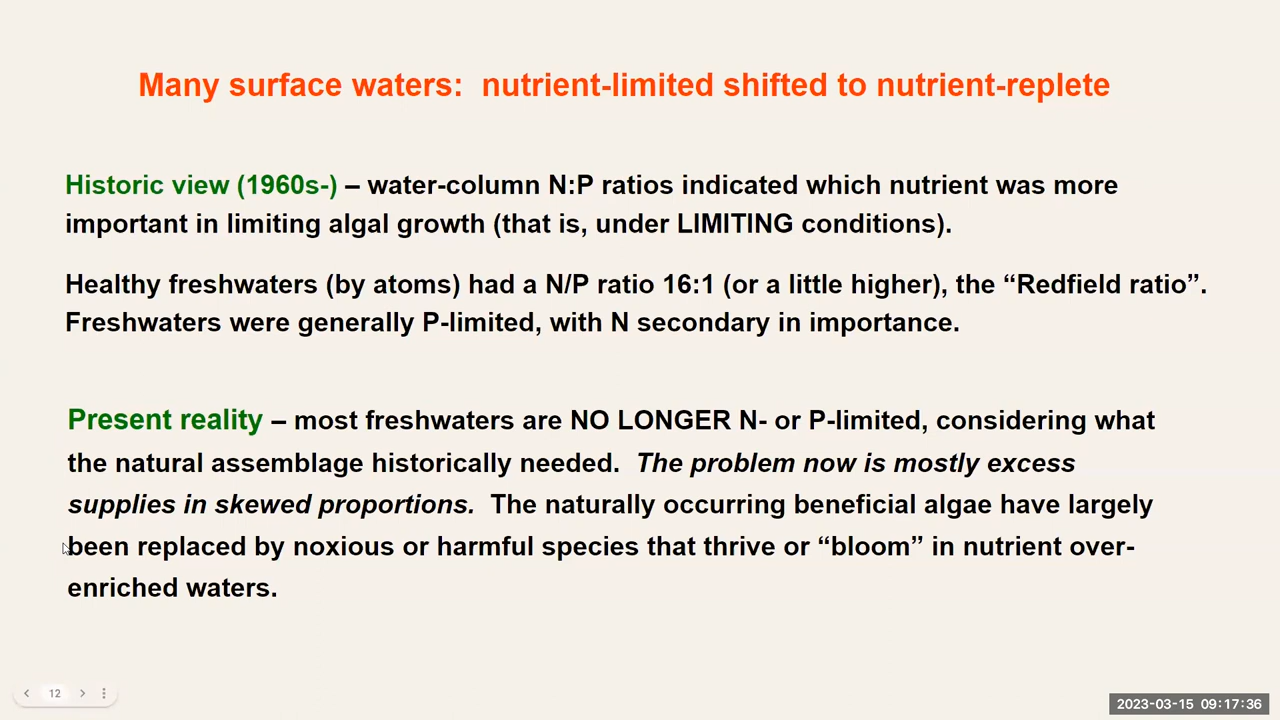 Many surface waters:  nutrient-limited shifted to nutrient-replete
Historic view (1960s-) – water-column N:P ratios indicated which nutrient was more
important in limiting algal growth (that is, under LIMITING conditions).
Healthy freshwaters (by atoms) had a N/P ratio 16:1 (or a little higher), the “Redfield ratio”.
Freshwaters were generally P-limited, with N secondary in importance.
Present reality – most freshwaters are NO LONGER N- or P-limited, considering what
the natural assemblage historically needed.  The problem now is mostly excess
supplies in skewed proportions.  The naturally occurring beneficial algae have largely
been replaced by noxious or harmful species that thrive or “bloom” in nutrient over-
enriched waters.
12
2023-03-15 09:17:36